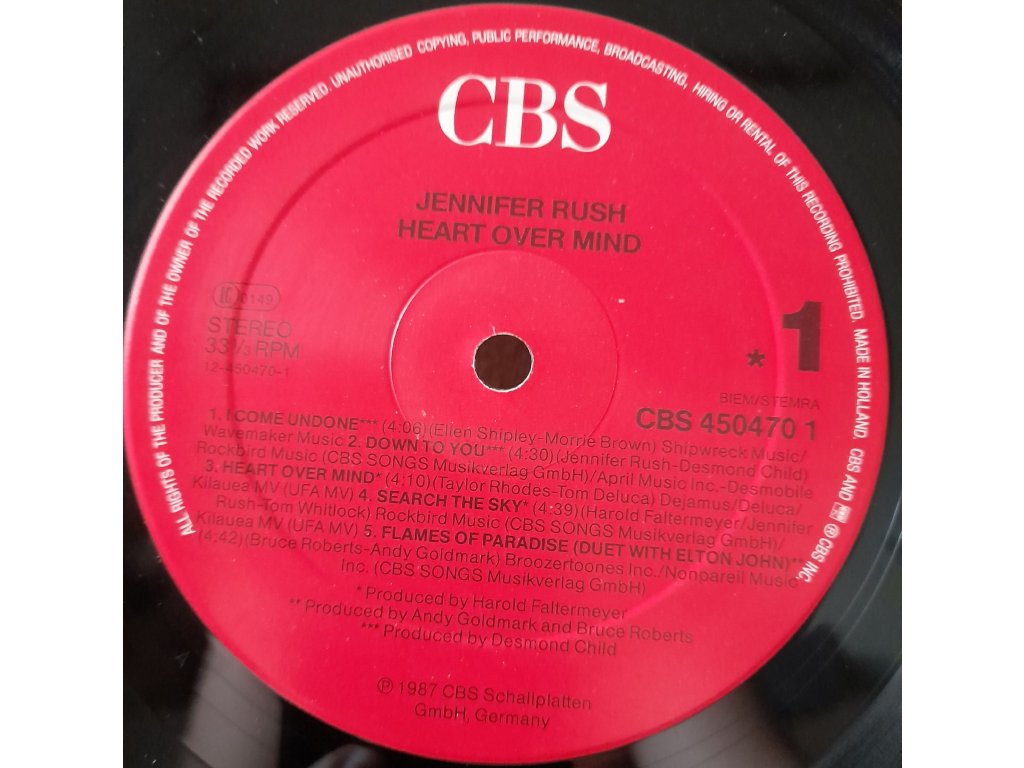 ALL RIGHTS OF THE PRODUCER AND OF THE OWNER OF THE RECORDED WORK RESERVED. UNAUTHORISED COPYING, PUBLIC PERFORMANCE, BROADCASTING, HIRING OR RENTAL OF THIS RECORDING PROHIBITED. MADE IN HOLLAND. CBS AND ℗ CBS INC.
CBS
JENNIFER RUSH
HEART OVER MIND
LC 0149
STEREO
33 1/3 RPM
12-450470-1
* 1
BIEM/STEMRA
CBS 450470 1
1. I COME UNDONE*** (4:06)(Ellen Shipley-Morrie Brown) Shipwreck Music/
Wavemaker Music 2. DOWN TO YOU*** (4:30)(Jennifer Rush-Desmond Child)
Rockbird Music (CBS SONGS Musikverlag GmbH)/April Music Inc.-Desmobile
3. HEART OVER MIND* (4:10)(Taylor Rhodes-Tom Deluca) Dejamus/Deluca/
Kilauea MV (UFA MV) 4. SEARCH THE SKY* (4:39)(Harold Faltermeyer/Jennifer
Rush-Tom Whitlock) Rockbird Music (CBS SONGS Musikverlag GmbH)/
Kilauea MV (UFA MV) 5. FLAMES OF PARADISE (DUET WITH ELTON JOHN)**
(4:42)(Bruce Roberts-Andy Goldmark) Broozertoones Inc./Nonpareil Music
Inc. (CBS SONGS Musikverlag GmbH)
* Produced by Harold Faltermeyer
** Produced by Andy Goldmark and Bruce Roberts
*** Produced by Desmond Child
℗ 1987 CBS Schallplatten
GmbH, Germany